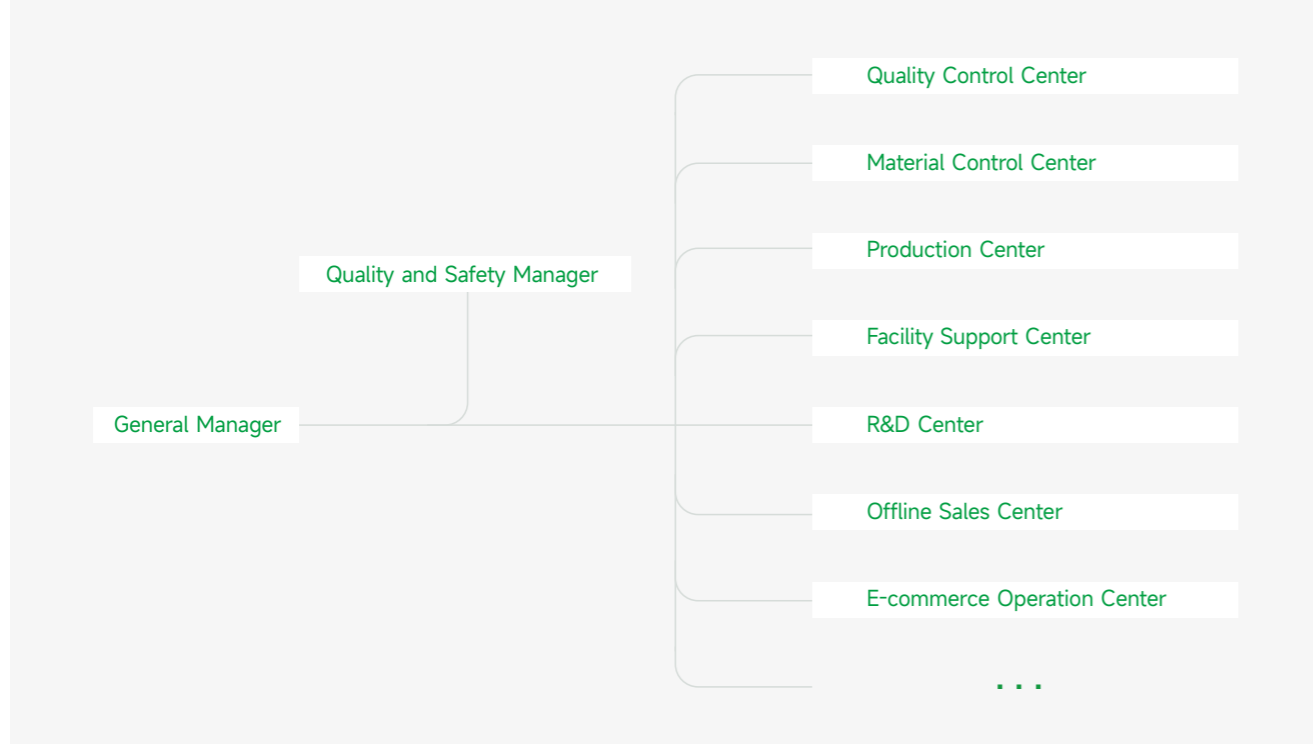 Quality Control Center
Material Control Center
Production Center
Quality and Safety Manager
Facility Support Center
General Manager
R&D Center
Offline Sales Center
E-commerce Operation Center
...